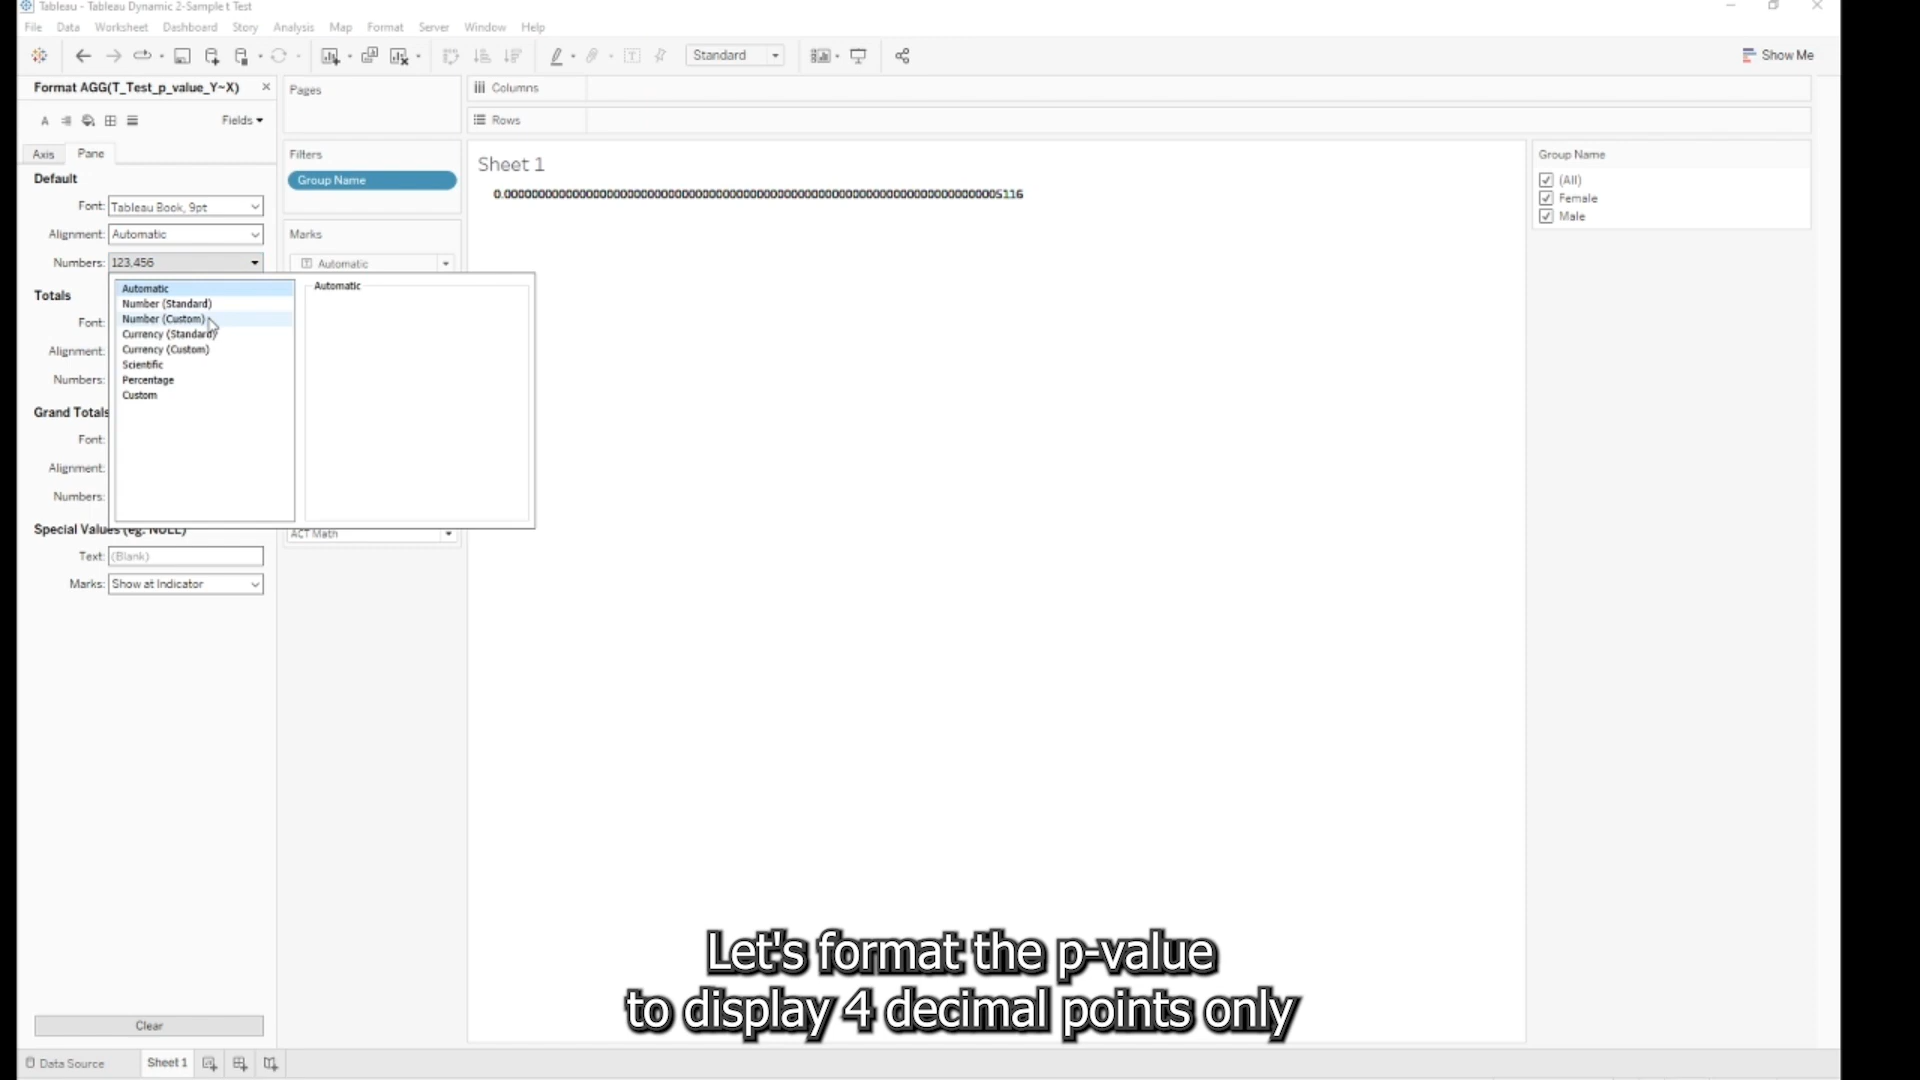 Tableau - Tableau Dynamic 2-Sample t Test
File Data Worksheet Dashboard Story Analysis Map Format Server Window Help
Standard
Show Me
Format AGG(T_Test_p_value_Y~X)
Fields
Axis Pane
Default
Font: Tableau Book, 9pt
Alignment: Automatic
Numbers: 123,456
Automatic
Number (Standard)
Number (Custom)
Currency (Standard)
Currency (Custom)
Scientific
Percentage
Custom
Automatic
Totals
Font:
Alignment:
Numbers:
Grand Totals
Font:
Alignment:
Numbers:
Special Values (eg. NULL)
Text: (Blank)
Marks: Show at Indicator
Clear
Pages
Filters
Group Name
Marks
Automatic
ACT Math
Columns
Rows
Sheet 1
Group Name
(All)
Female
Male
Let's format the p-value
to display 4 decimal points only
Data Source Sheet 1